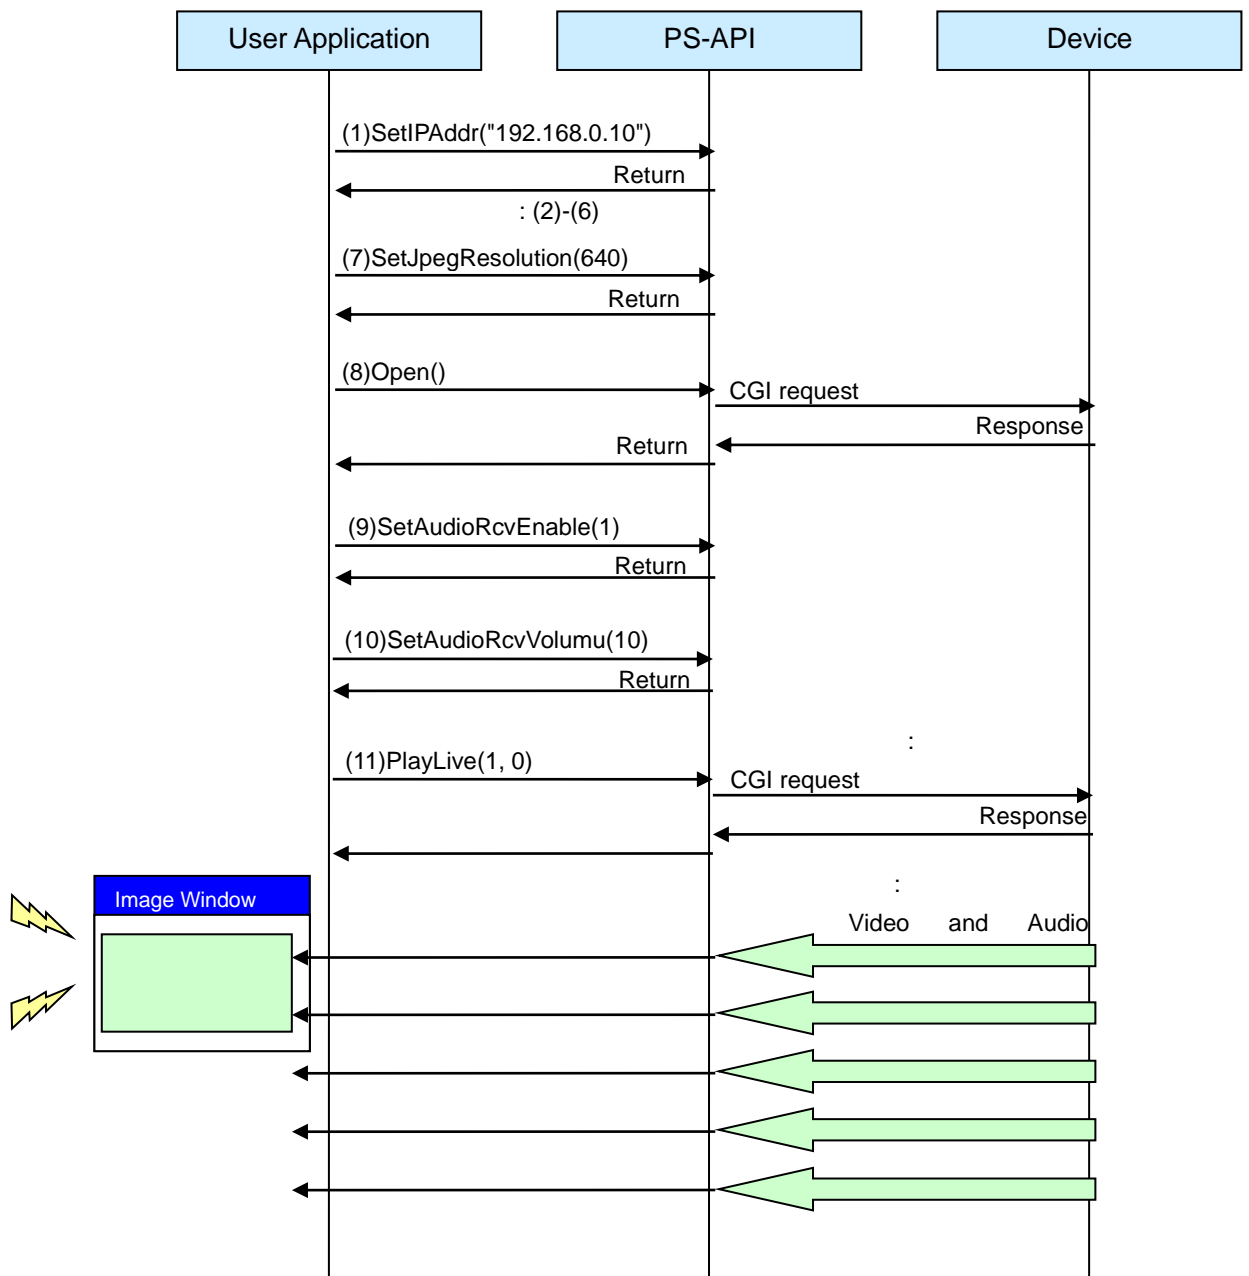 User Application
PS-API
Device
(1)SetIPAddr("192.168.0.10")
Return
: (2)-(6)
(7)SetJpegResolution(640)
Return
(8)Open()
CGI request
Response
Return
(9)SetAudioRcvEnable(1)
Return
(10)SetAudioRcvVolumu(10)
Return
:
(11)PlayLive(1, 0)
CGI request
Response
:
Image Window
Video and Audio